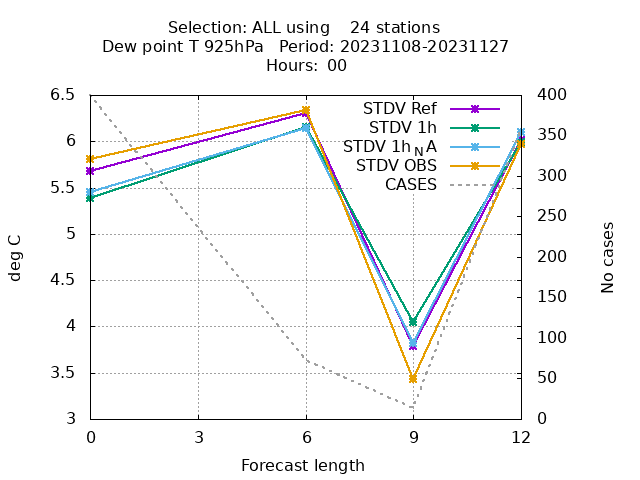 Selection: ALL using    24 stations
Dew point T 925hPa   Period: 20231108-20231127
Hours: 00
STDV Ref
STDV 1h
STDV 1h_NA
STDV OBS
CASES
6.5
6
5.5
5
4.5
4
3.5
3
400
350
300
250
200
150
100
50
0
deg C
No cases
0 3 6 9 12
Forecast length